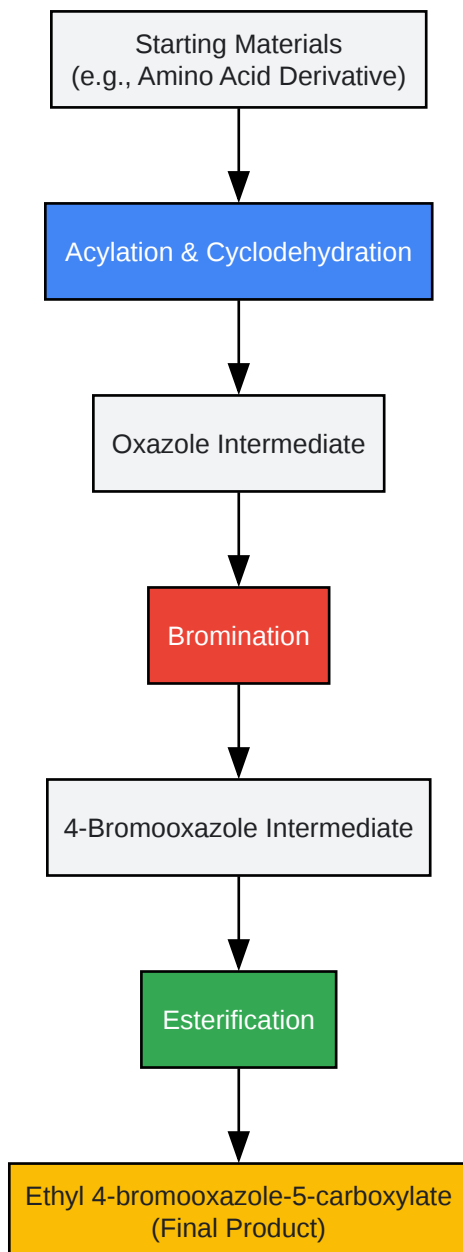 Starting Materials
(e.g., Amino Acid Derivative)
Acylation & Cyclodehydration
Oxazole Intermediate
Bromination
4-Bromooxazole Intermediate
Esterification
Ethyl 4-bromooxazole-5-carboxylate
(Final Product)